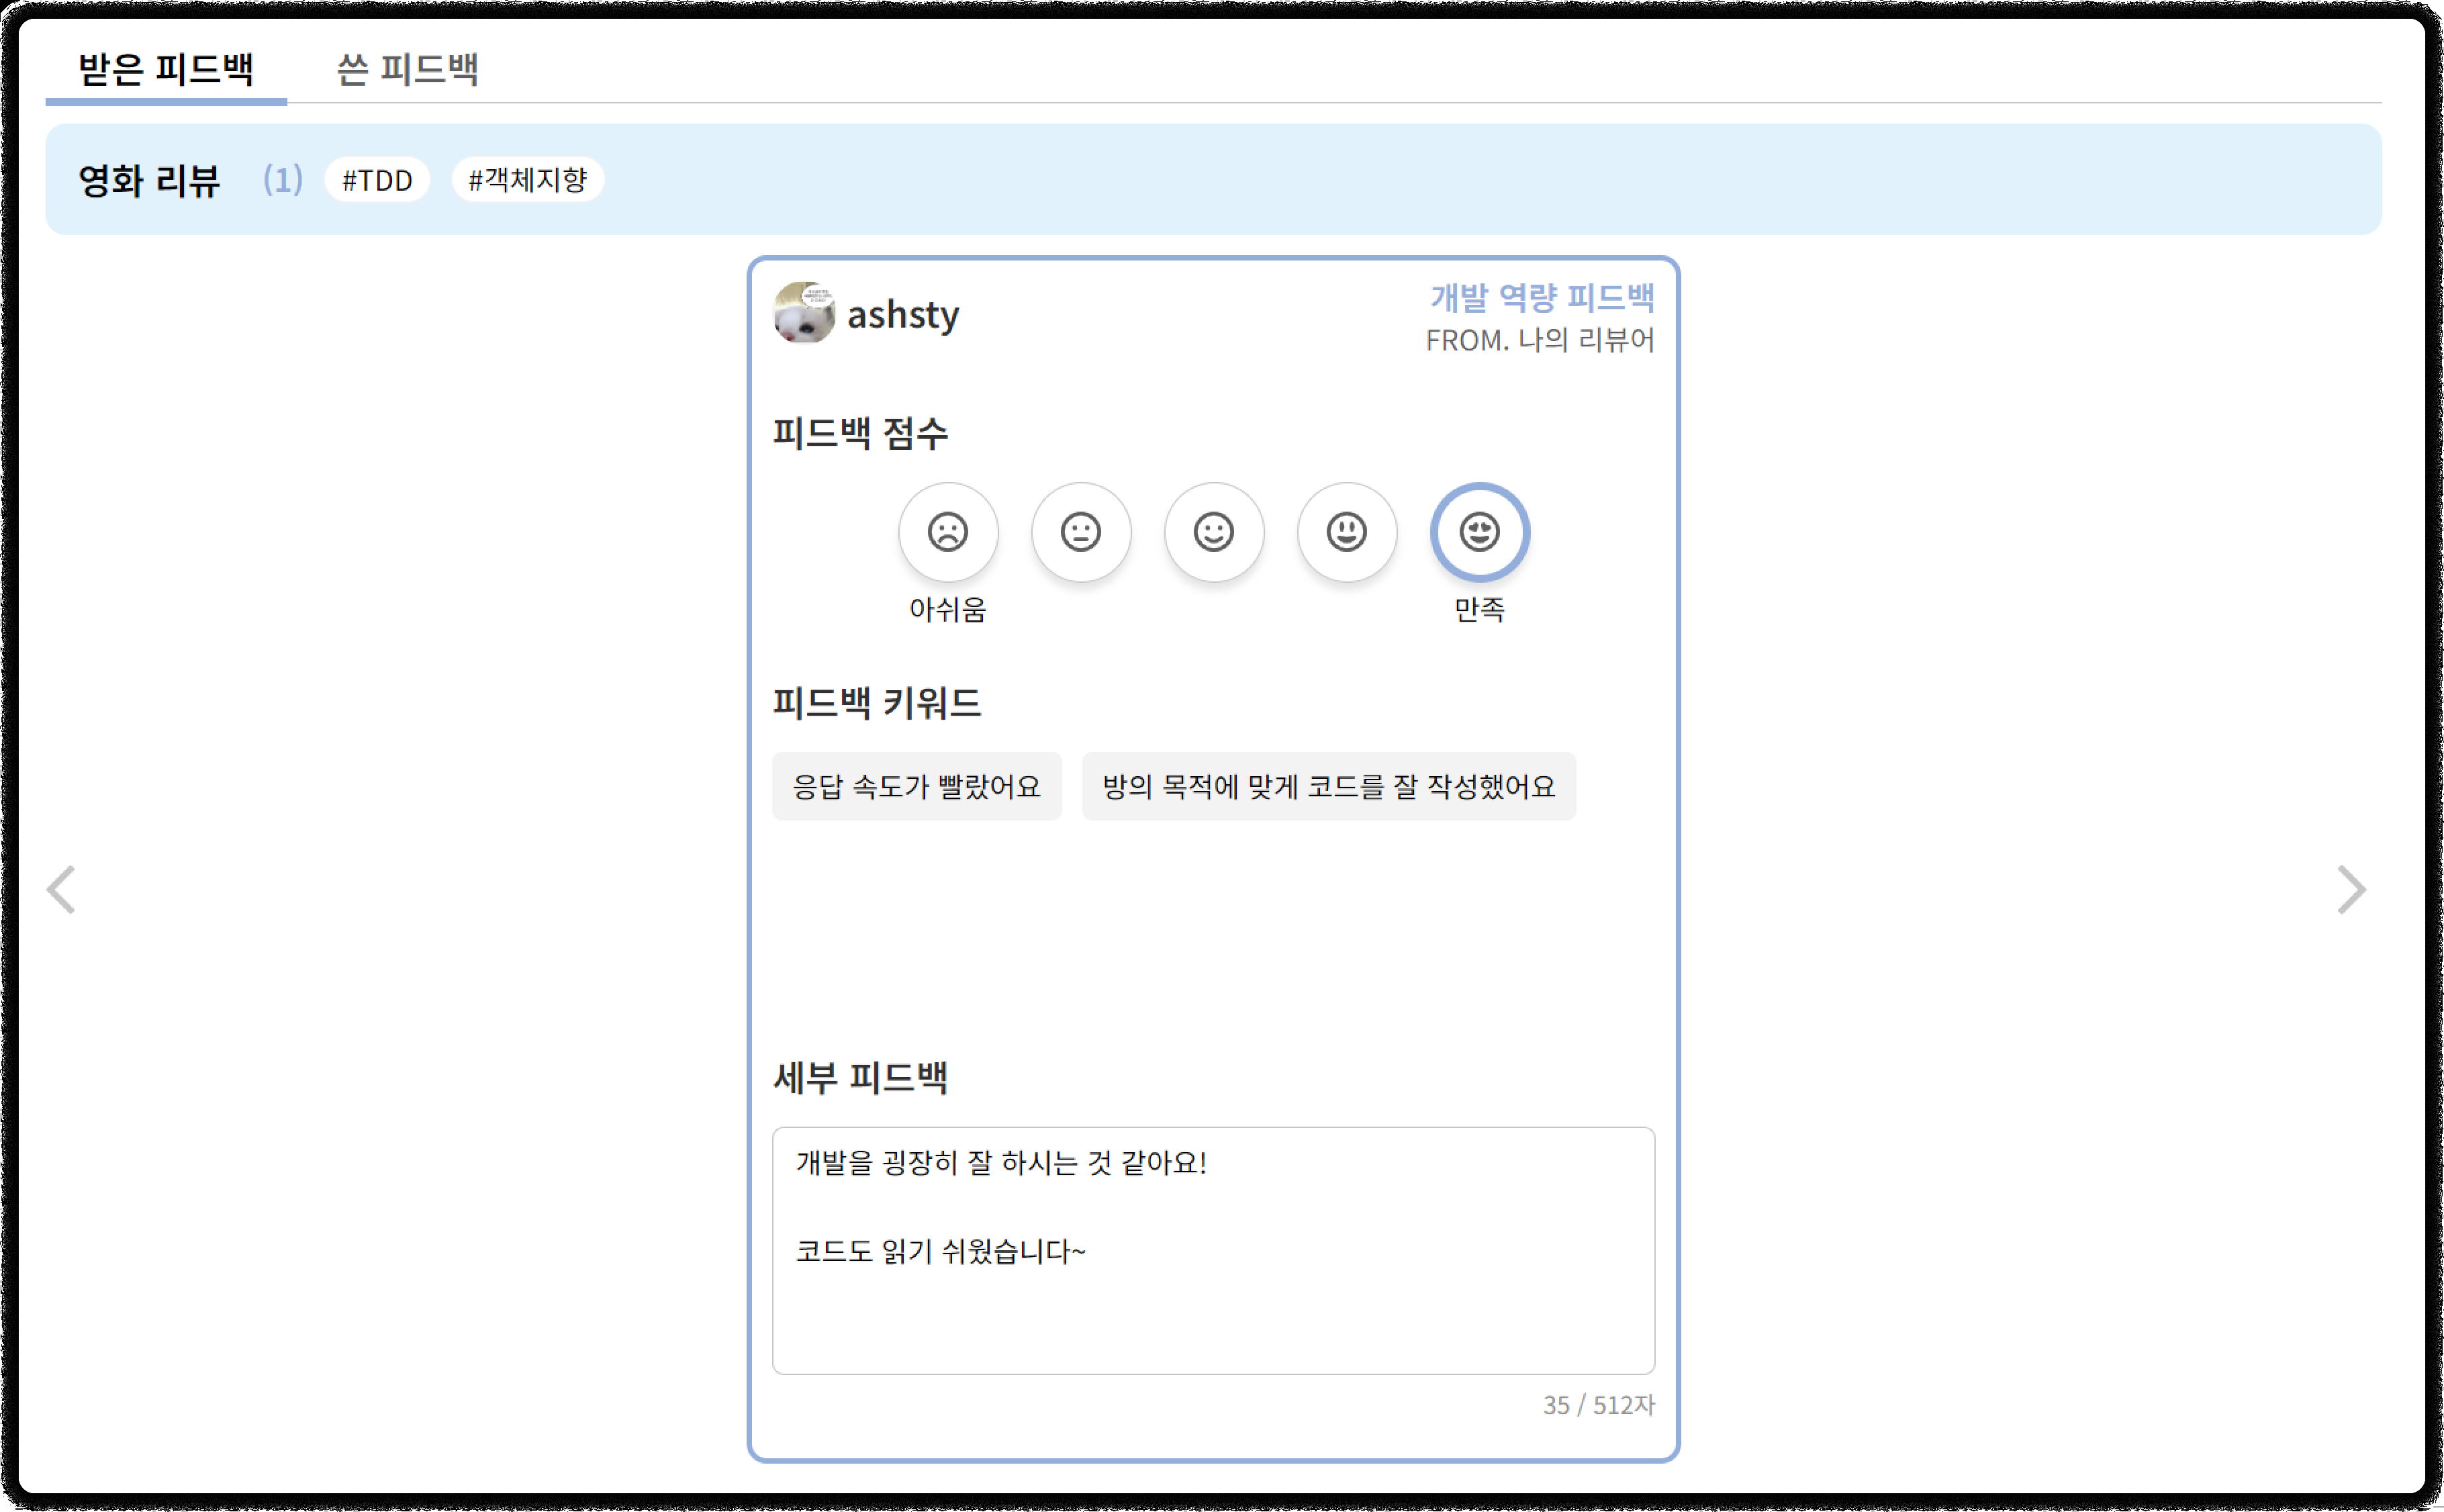 받은 피드백 쓴 피드백
영화 리뷰 (1) #TDD #객체지향
ashsty
개발 역량 피드백
FROM. 나의 리뷰어
피드백 점수
아쉬움 만족
피드백 키워드
응답 속도가 빨랐어요 방의 목적에 맞게 코드를 잘 작성했어요
세부 피드백
개발을 굉장히 잘 하시는 것 같아요!
코드도 읽기 쉬웠습니다~
35 / 512자